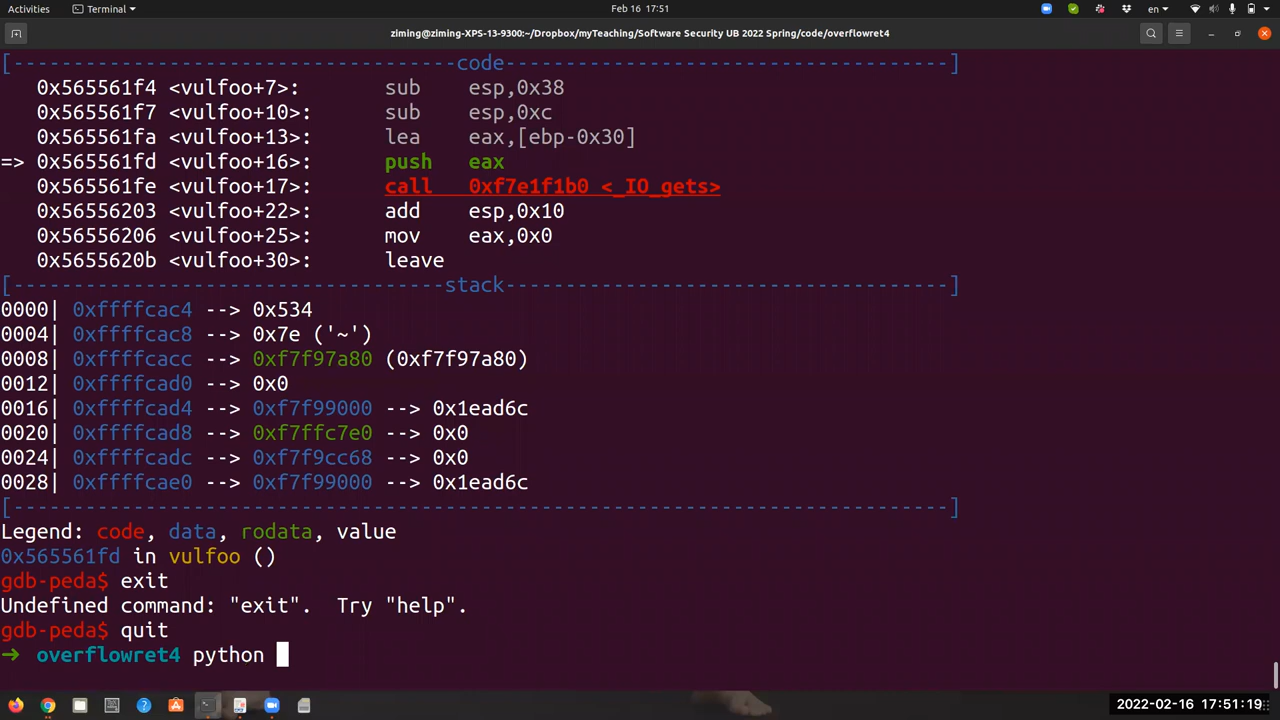 Activities Terminal Feb 16 17:51 en
ziming@ziming-XPS-13-9300:~/Dropbox/myTeaching/Software Security UB 2022 Spring/code/overflowret4
[-------------------------------------code-------------------------------------]
0x565561f4 <vulfoo+7>: sub esp,0x38
0x565561f7 <vulfoo+10>: sub esp,0xc
0x565561fa <vulfoo+13>: lea eax,[ebp-0x30]
=> 0x565561fd <vulfoo+16>: push eax
0x565561fe <vulfoo+17>: call 0xf7e1f1b0 <_IO_gets>
0x56556203 <vulfoo+22>: add esp,0x10
0x56556206 <vulfoo+25>: mov eax,0x0
0x5655620b <vulfoo+30>: leave
[------------------------------------stack-------------------------------------]
0000| 0xffffcac4 --> 0x534
0004| 0xffffcac8 --> 0x7e ('~')
0008| 0xffffcacc --> 0xf7f97a80 (0xf7f97a80)
0012| 0xffffcad0 --> 0x0
0016| 0xffffcad4 --> 0xf7f99000 --> 0x1ead6c
0020| 0xffffcad8 --> 0xf7ffc7e0 --> 0x0
0024| 0xffffcadc --> 0xf7f9cc68 --> 0x0
0028| 0xffffcae0 --> 0xf7f99000 --> 0x1ead6c
[------------------------------------------------------------------------------]
Legend: code, data, rodata, value
0x565561fd in vulfoo ()
gdb-peda$ exit
Undefined command: "exit". Try "help".
gdb-peda$ quit
→ overflowret4 python
2022-02-16 17:51:19